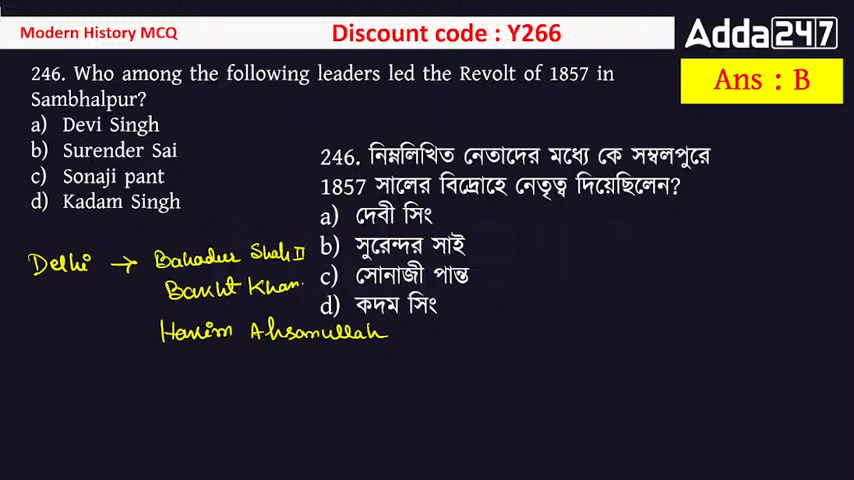 Modern History MCQ
Discount code : Y266
Adda247
Ans : B
246. Who among the following leaders led the Revolt of 1857 in
Sambhalpur?
a) Devi Singh
b) Surender Sai
c) Sonaji pant
d) Kadam Singh
246. নিম্নলিখিত নেতাদের মধ্যে কে সম্বলপুরে
1857 সালের বিদ্রোহে নেতৃত্ব দিয়েছিলেন?
a) দেবী সিং
b) সুরেন্দর সাই
c) সোনাজী পান্ত
d) কদম সিং
Delhi → Bahadur Shah II
Bakht Khan.
Hakim Ahsanullah